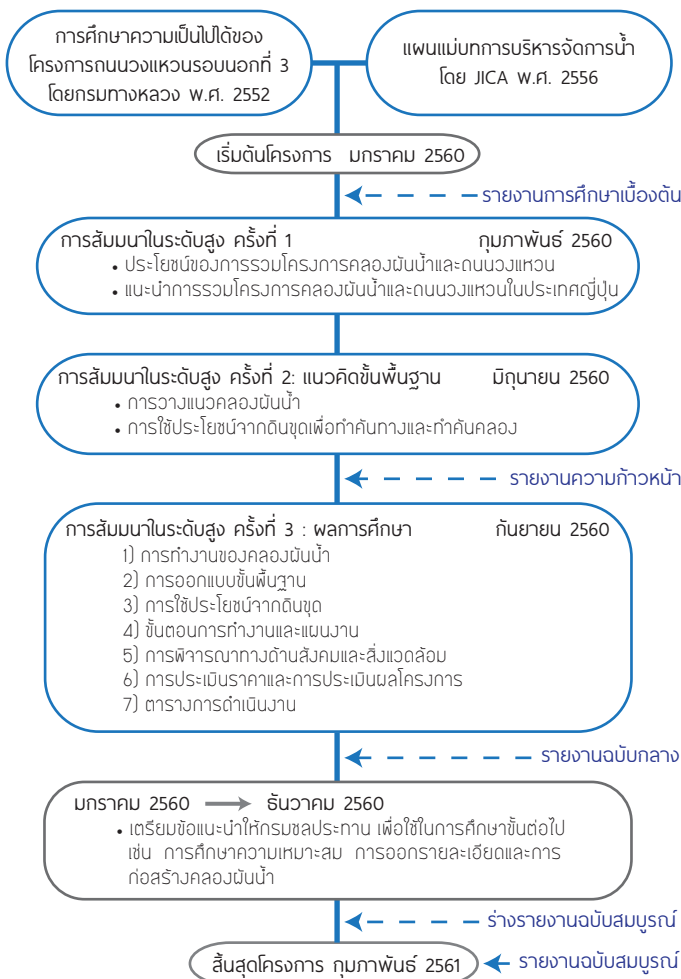 การศึกษาความเป็นไปได้ของ
โครงการถนนวงแหวนรอบนอกที่ 3
โดยกรมทางหลวง พ.ศ. 2552
แผนแม่บทการบริหารจัดการน้ำ
โดย JICA พ.ศ. 2556
เริ่มต้นโครงการ มกราคม 2560
รายงานการศึกษาเบื้องต้น
การสัมมนาในระดับสูง ครั้งที่ 1 กุมภาพันธ์ 2560
• ประโยชน์ของการรวมโครงการคลองผันน้ำและถนนวงแหวน
• แนะนำการรวมโครงการคลองผันน้ำและถนนวงแหวนในประเทศญี่ปุ่น
การสัมมนาในระดับสูง ครั้งที่ 2: แนวคิดขั้นพื้นฐาน มิถุนายน 2560
• การวางแนวคลองผันน้ำ
• การใช้ประโยชน์จากดินขุดเพื่อทำคันทางและทำคันคลอง
รายงานความก้าวหน้า
การสัมมนาในระดับสูง ครั้งที่ 3 : ผลการศึกษา กันยายน 2560
1) การทำงานของคลองผันน้ำ
2) การออกแบบขั้นพื้นฐาน
3) การใช้ประโยชน์จากดินขุด
4) ขั้นตอนการทำงานและแผนงาน
5) การพิจารณาทางด้านสังคมและสิ่งแวดล้อม
6) การประเมินราคาและการประเมินผลโครงการ
7) ตารางการดำเนินงาน
รายงานฉบับกลาง
มกราคม 2560 → ธันวาคม 2560
• เตรียมข้อแนะนำให้กรมชลประทาน เพื่อใช้ในการศึกษาขั้นต่อไป
เช่น การศึกษาความเหมาะสม การออกรายละเอียดและการ
ก่อสร้างคลองผันน้ำ
ร่างรายงานฉบับสมบูรณ์
สิ้นสุดโครงการ กุมภาพันธ์ 2561
รายงานฉบับสมบูรณ์